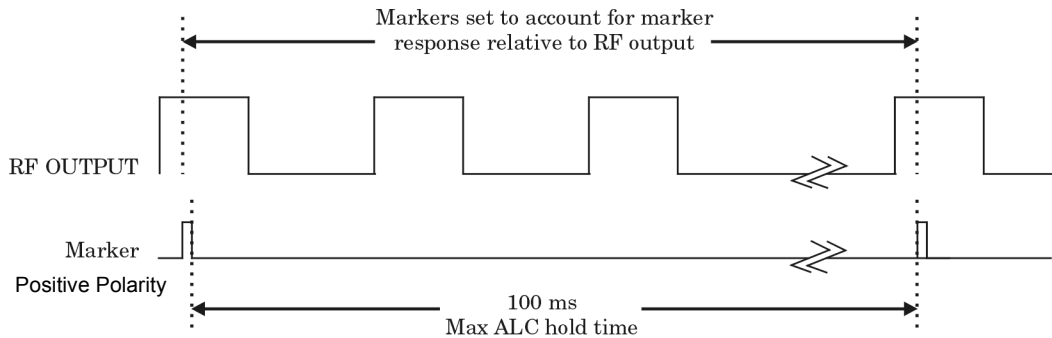 Markers set to account for marker
response relative to RF output
RF OUTPUT
Marker
Positive Polarity
100 ms
Max ALC hold time